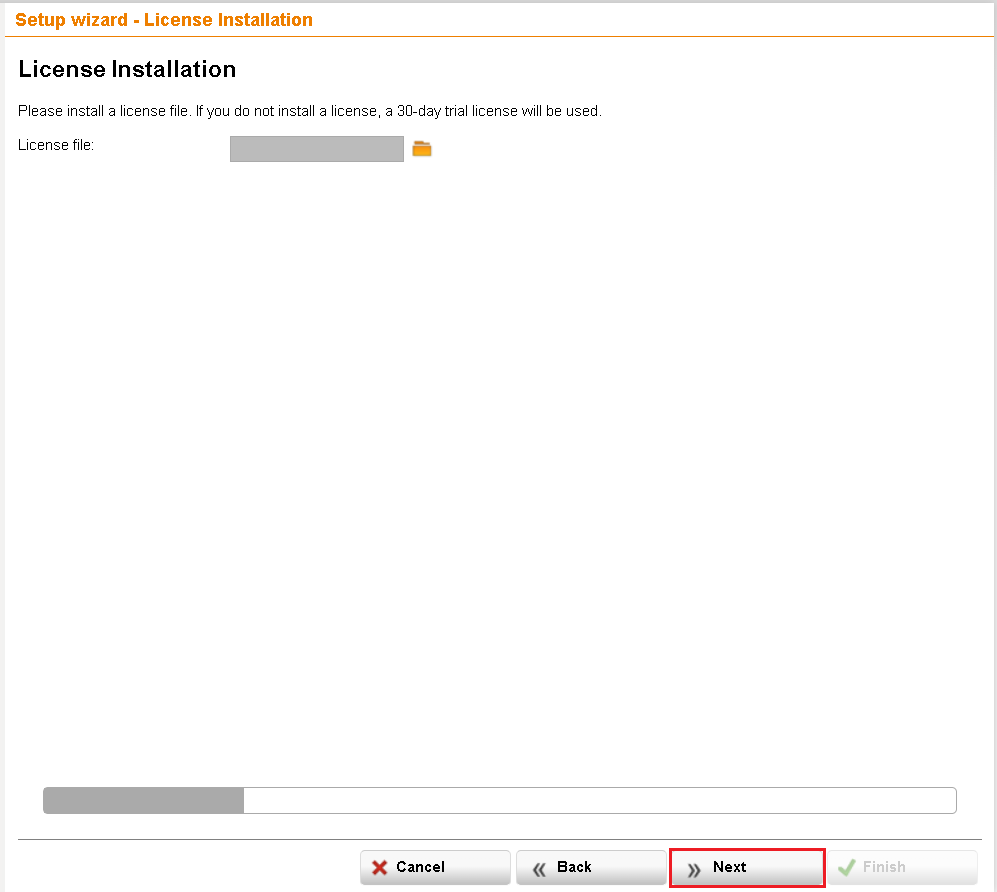 Setup wizard - License Installation
License Installation
Please install a license file. If you do not install a license, a 30-day trial license will be used.
License file:
Cancel
Back
Next
Finish